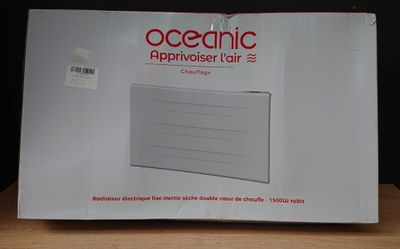 oceanic
Apprivoiser l'air
Chauffage
Radiateur électrique fixe inertie sèche double cœur de chauffe - 1500W rubis